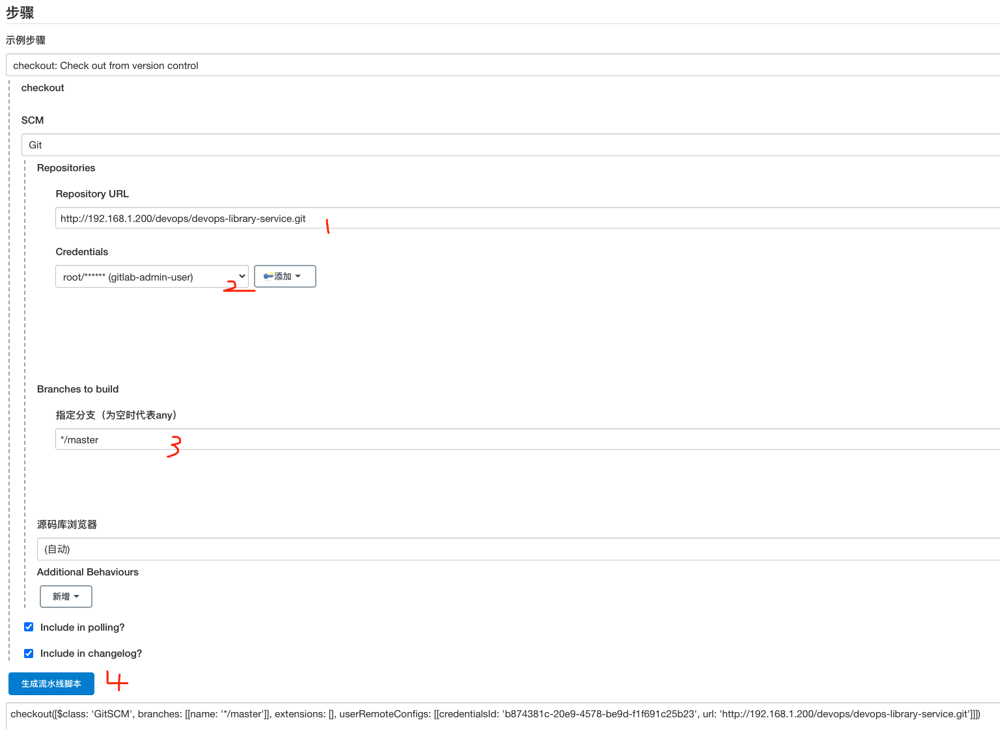 步骤
示例步骤
checkout: Check out from version control
checkout
SCM
Git
Repositories
Repository URL
http://192.168.1.200/devops/devops-library-service.git
1
Credentials
root/****** (gitlab-admin-user)
添加
2
Branches to build
指定分支（为空时代表any）
*/master
3
源码库浏览器
(自动)
Additional Behaviours
新增
Include in polling?
Include in changelog?
生成流水线脚本
4
checkout([$class: 'GitSCM', branches: [[name: '*/master']], extensions: [], userRemoteConfigs: [[credentialsId: 'b874381c-20e9-4578-be9d-f1f691c25b23', url: 'http://192.168.1.200/devops/devops-library-service.git']]])